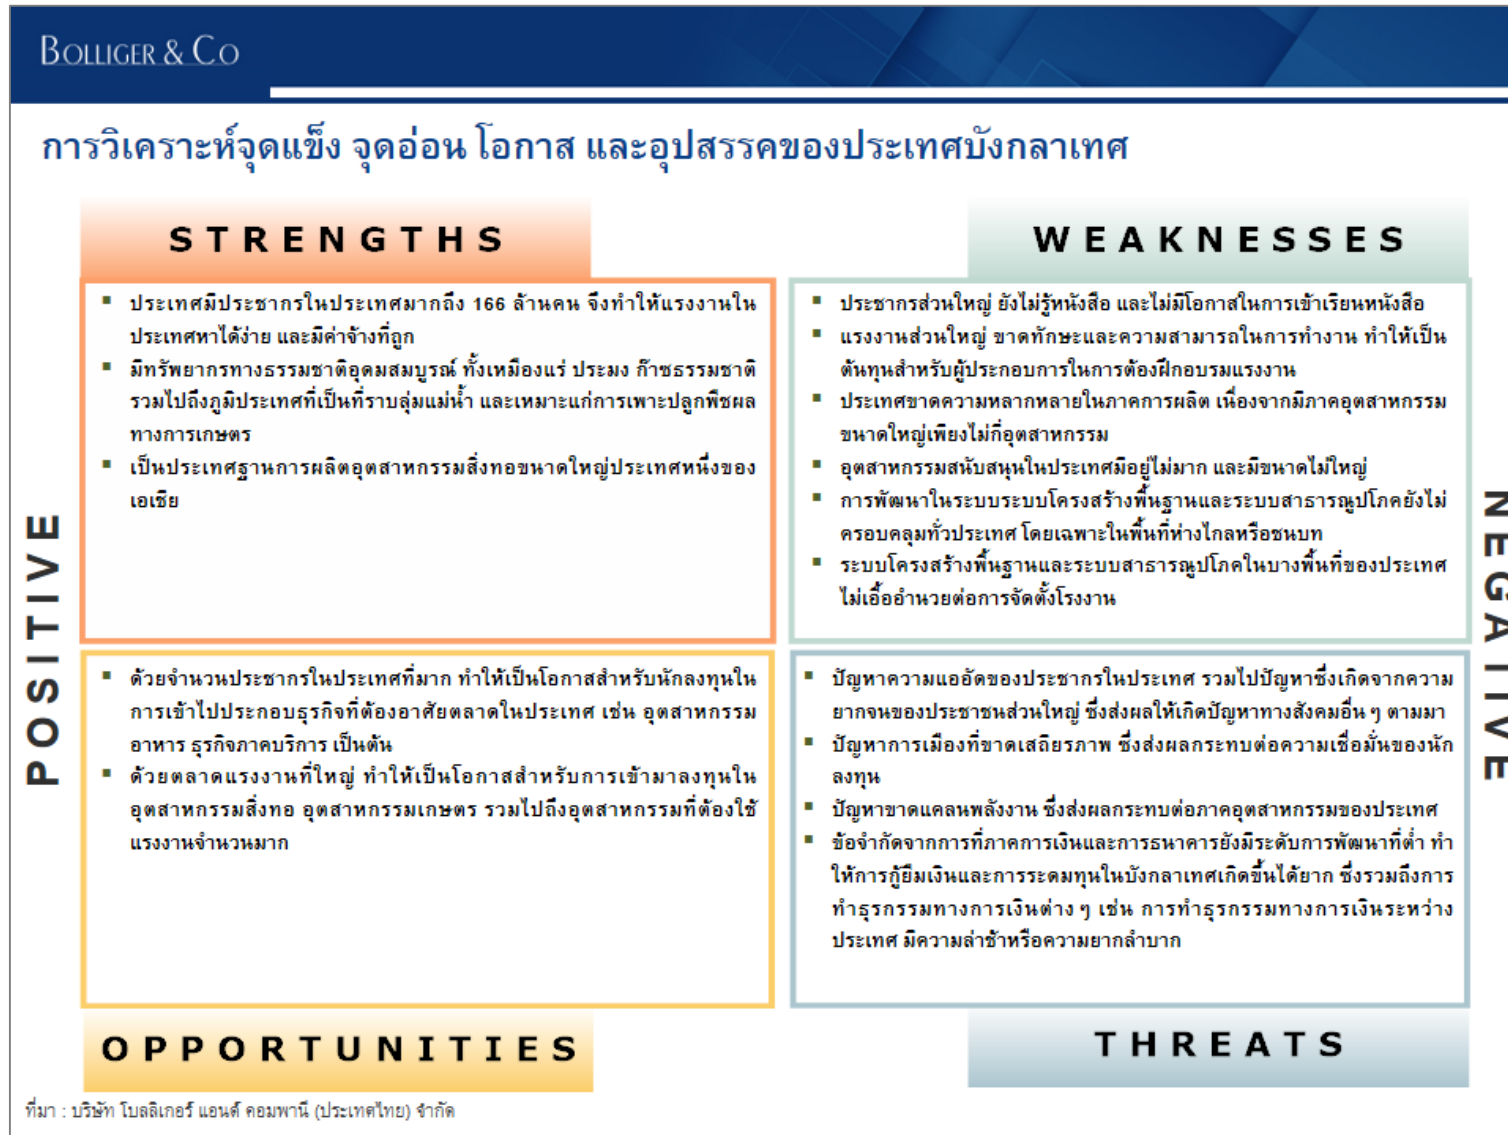 BOLLIGER & CO
การวิเคราะห์จุดแข็ง จุดอ่อน โอกาส และอุปสรรคของประเทศบังกลาเทศ
STRENGTHS
▪ ประเทศมีประชากรในประเทศมากถึง 166 ล้านคน จึงทำให้แรงงานใน
ประเทศหาได้ง่าย และมีค่าจ้างที่ถูก
▪ มีทรัพยากรทางธรรมชาติอุดมสมบูรณ์ ทั้งเหมืองแร่ ประมง ก๊าซธรรมชาติ
รวมไปถึงภูมิประเทศที่เป็นที่ราบลุ่มแม่น้ำ และเหมาะแก่การเพาะปลูกพืชผล
ทางการเกษตร
▪ เป็นประเทศฐานการผลิตอุตสาหกรรมสิ่งทอขนาดใหญ่ประเทศหนึ่งของ
เอเชีย
WEAKNESSES
▪ ประชากรส่วนใหญ่ ยังไม่รู้หนังสือ และไม่มีโอกาสในการเข้าเรียนหนังสือ
▪ แรงงานส่วนใหญ่ ขาดทักษะและความสามารถในการทำงาน ทำให้เป็น
ต้นทุนสำหรับผู้ประกอบการในการต้องฝึกอบรมแรงงาน
▪ ประเทศขาดความหลากหลายในภาคการผลิต เนื่องจากมีภาคอุตสาหกรรม
ขนาดใหญ่เพียงไม่กี่อุตสาหกรรม
▪ อุตสาหกรรมสนับสนุนในประเทศมีอยู่ไม่มาก และมีขนาดไม่ใหญ่
▪ การพัฒนาในระบบระบบโครงสร้างพื้นฐานและระบบสาธารณูปโภคยังไม่
ครอบคลุมทั่วประเทศ โดยเฉพาะในพื้นที่ห่างไกลหรือชนบท
▪ ระบบโครงสร้างพื้นฐานและระบบสาธารณูปโภคในบางพื้นที่ของประเทศ
ไม่เอื้ออำนวยต่อการจัดตั้งโรงงาน
POSITIVE
NEGATIVE
▪ ด้วยจำนวนประชากรในประเทศที่มาก ทำให้เป็นโอกาสสำหรับนักลงทุนใน
การเข้าไปประกอบธุรกิจที่ต้องอาศัยตลาดในประเทศ เช่น อุตสาหกรรม
อาหาร ธุรกิจภาคบริการ เป็นต้น
▪ ด้วยตลาดแรงงานที่ใหญ่ ทำให้เป็นโอกาสสำหรับการเข้ามาลงทุนใน
อุตสาหกรรมสิ่งทอ อุตสาหกรรมเกษตร รวมไปถึงอุตสาหกรรมที่ต้องใช้
แรงงานจำนวนมาก
OPPORTUNITIES
▪ ปัญหาความแออัดของประชากรในประเทศ รวมไปปัญหาซึ่งเกิดจากความ
ยากจนของประชาชนส่วนใหญ่ ซึ่งส่งผลให้เกิดปัญหาทางสังคมอื่น ๆ ตามมา
▪ ปัญหาการเมืองที่ขาดเสถียรภาพ ซึ่งส่งผลกระทบต่อความเชื่อมั่นของนัก
ลงทุน
▪ ปัญหาขาดแคลนพลังงาน ซึ่งส่งผลกระทบต่อภาคอุตสาหกรรมของประเทศ
▪ ข้อจำกัดจากการที่ภาคการเงินและการธนาคารยังมีระดับการพัฒนาที่ต่ำ ทำ
ให้การกู้ยืมเงินและการระดมทุนในบังกลาเทศเกิดขึ้นได้ยาก ซึ่งรวมถึงการ
ทำธุรกรรมทางการเงินต่าง ๆ เช่น การทำธุรกรรมทางการเงินระหว่าง
ประเทศ มีความล่าช้าหรือความยากลำบาก
THREATS
ที่มา : บริษัท โบลลิเกอร์ แอนด์ คอมพานี (ประเทศไทย) จำกัด